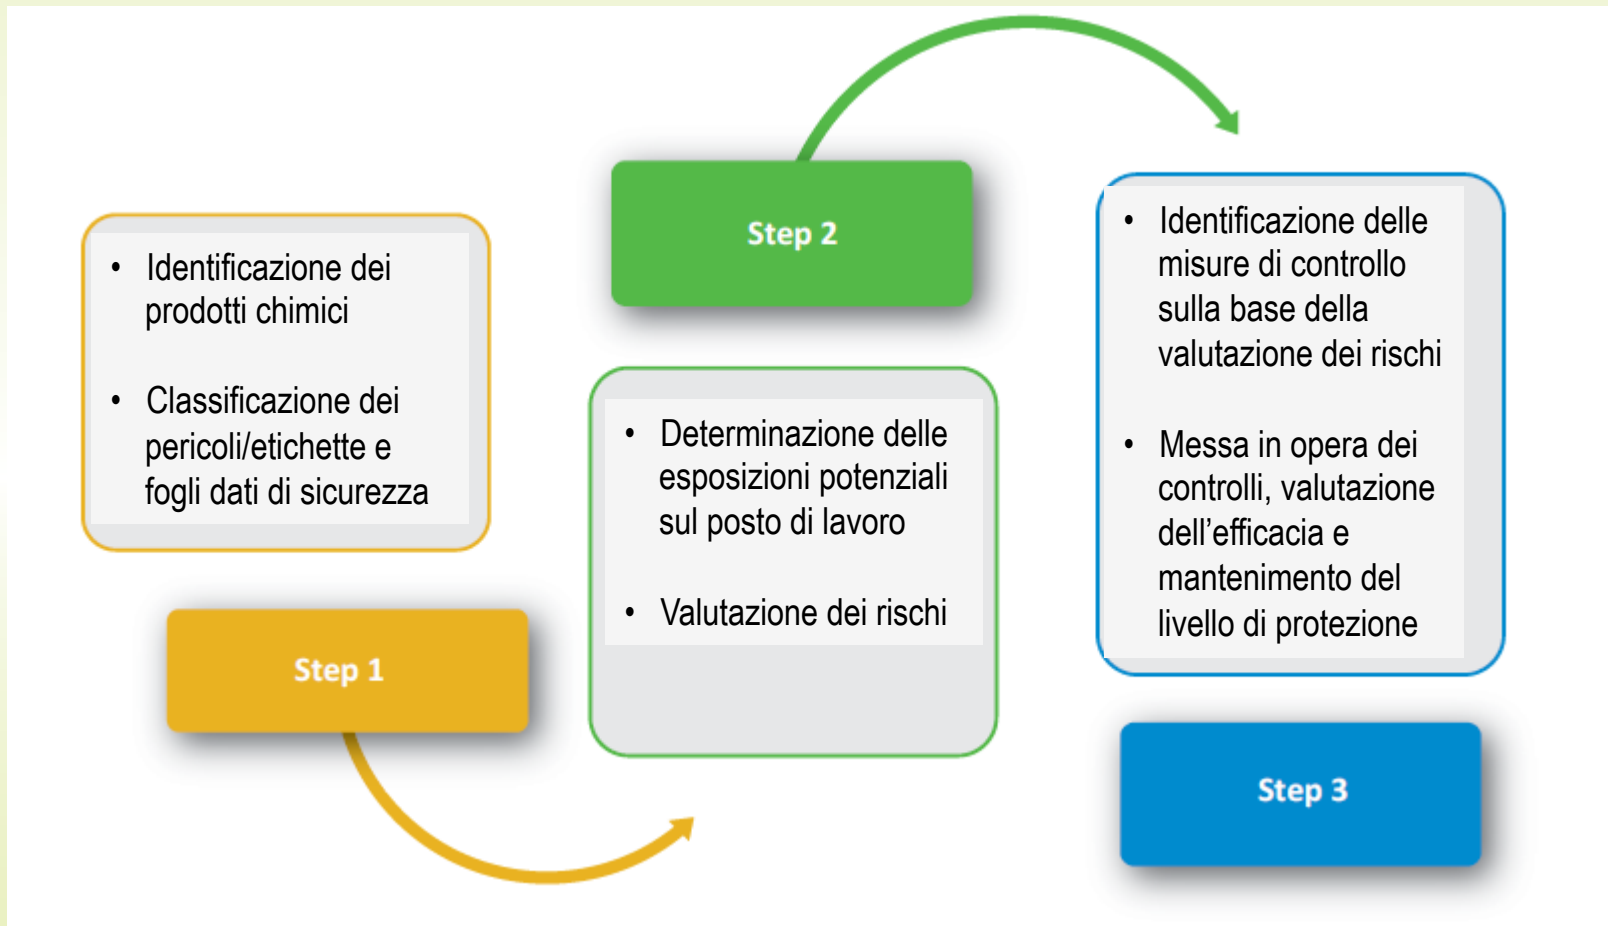 • Identificazione dei
prodotti chimici
• Classificazione dei
pericoli/etichette e
fogli dati di sicurezza
Step 1
Step 2
• Determinazione delle
esposizioni potenziali
sul posto di lavoro
• Valutazione dei rischi
• Identificazione delle
misure di controllo
sulla base della
valutazione dei rischi
• Messa in opera dei
controlli, valutazione
dell’efficacia e
mantenimento del
livello di protezione
Step 3